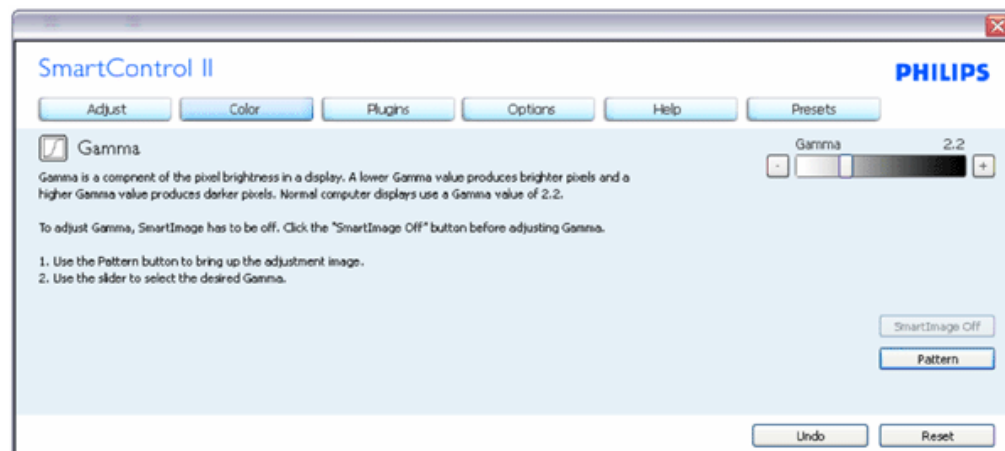 SmartControl II
PHILIPS
Adjust Color Plugins Options Help Presets
Gamma
Gamma 2.2
- +
Gamma is a compnent of the pixel brightness in a display. A lower Gamma value produces brighter pixels and a
higher Gamma value produces darker pixels. Normal computer displays use a Gamma value of 2.2.
To adjust Gamma, SmartImage has to be off. Click the "SmartImage Off" button before adjusting Gamma.
1. Use the Pattern button to bring up the adjustment image.
2. Use the slider to select the desired Gamma.
SmartImage Off
Pattern
Undo Reset